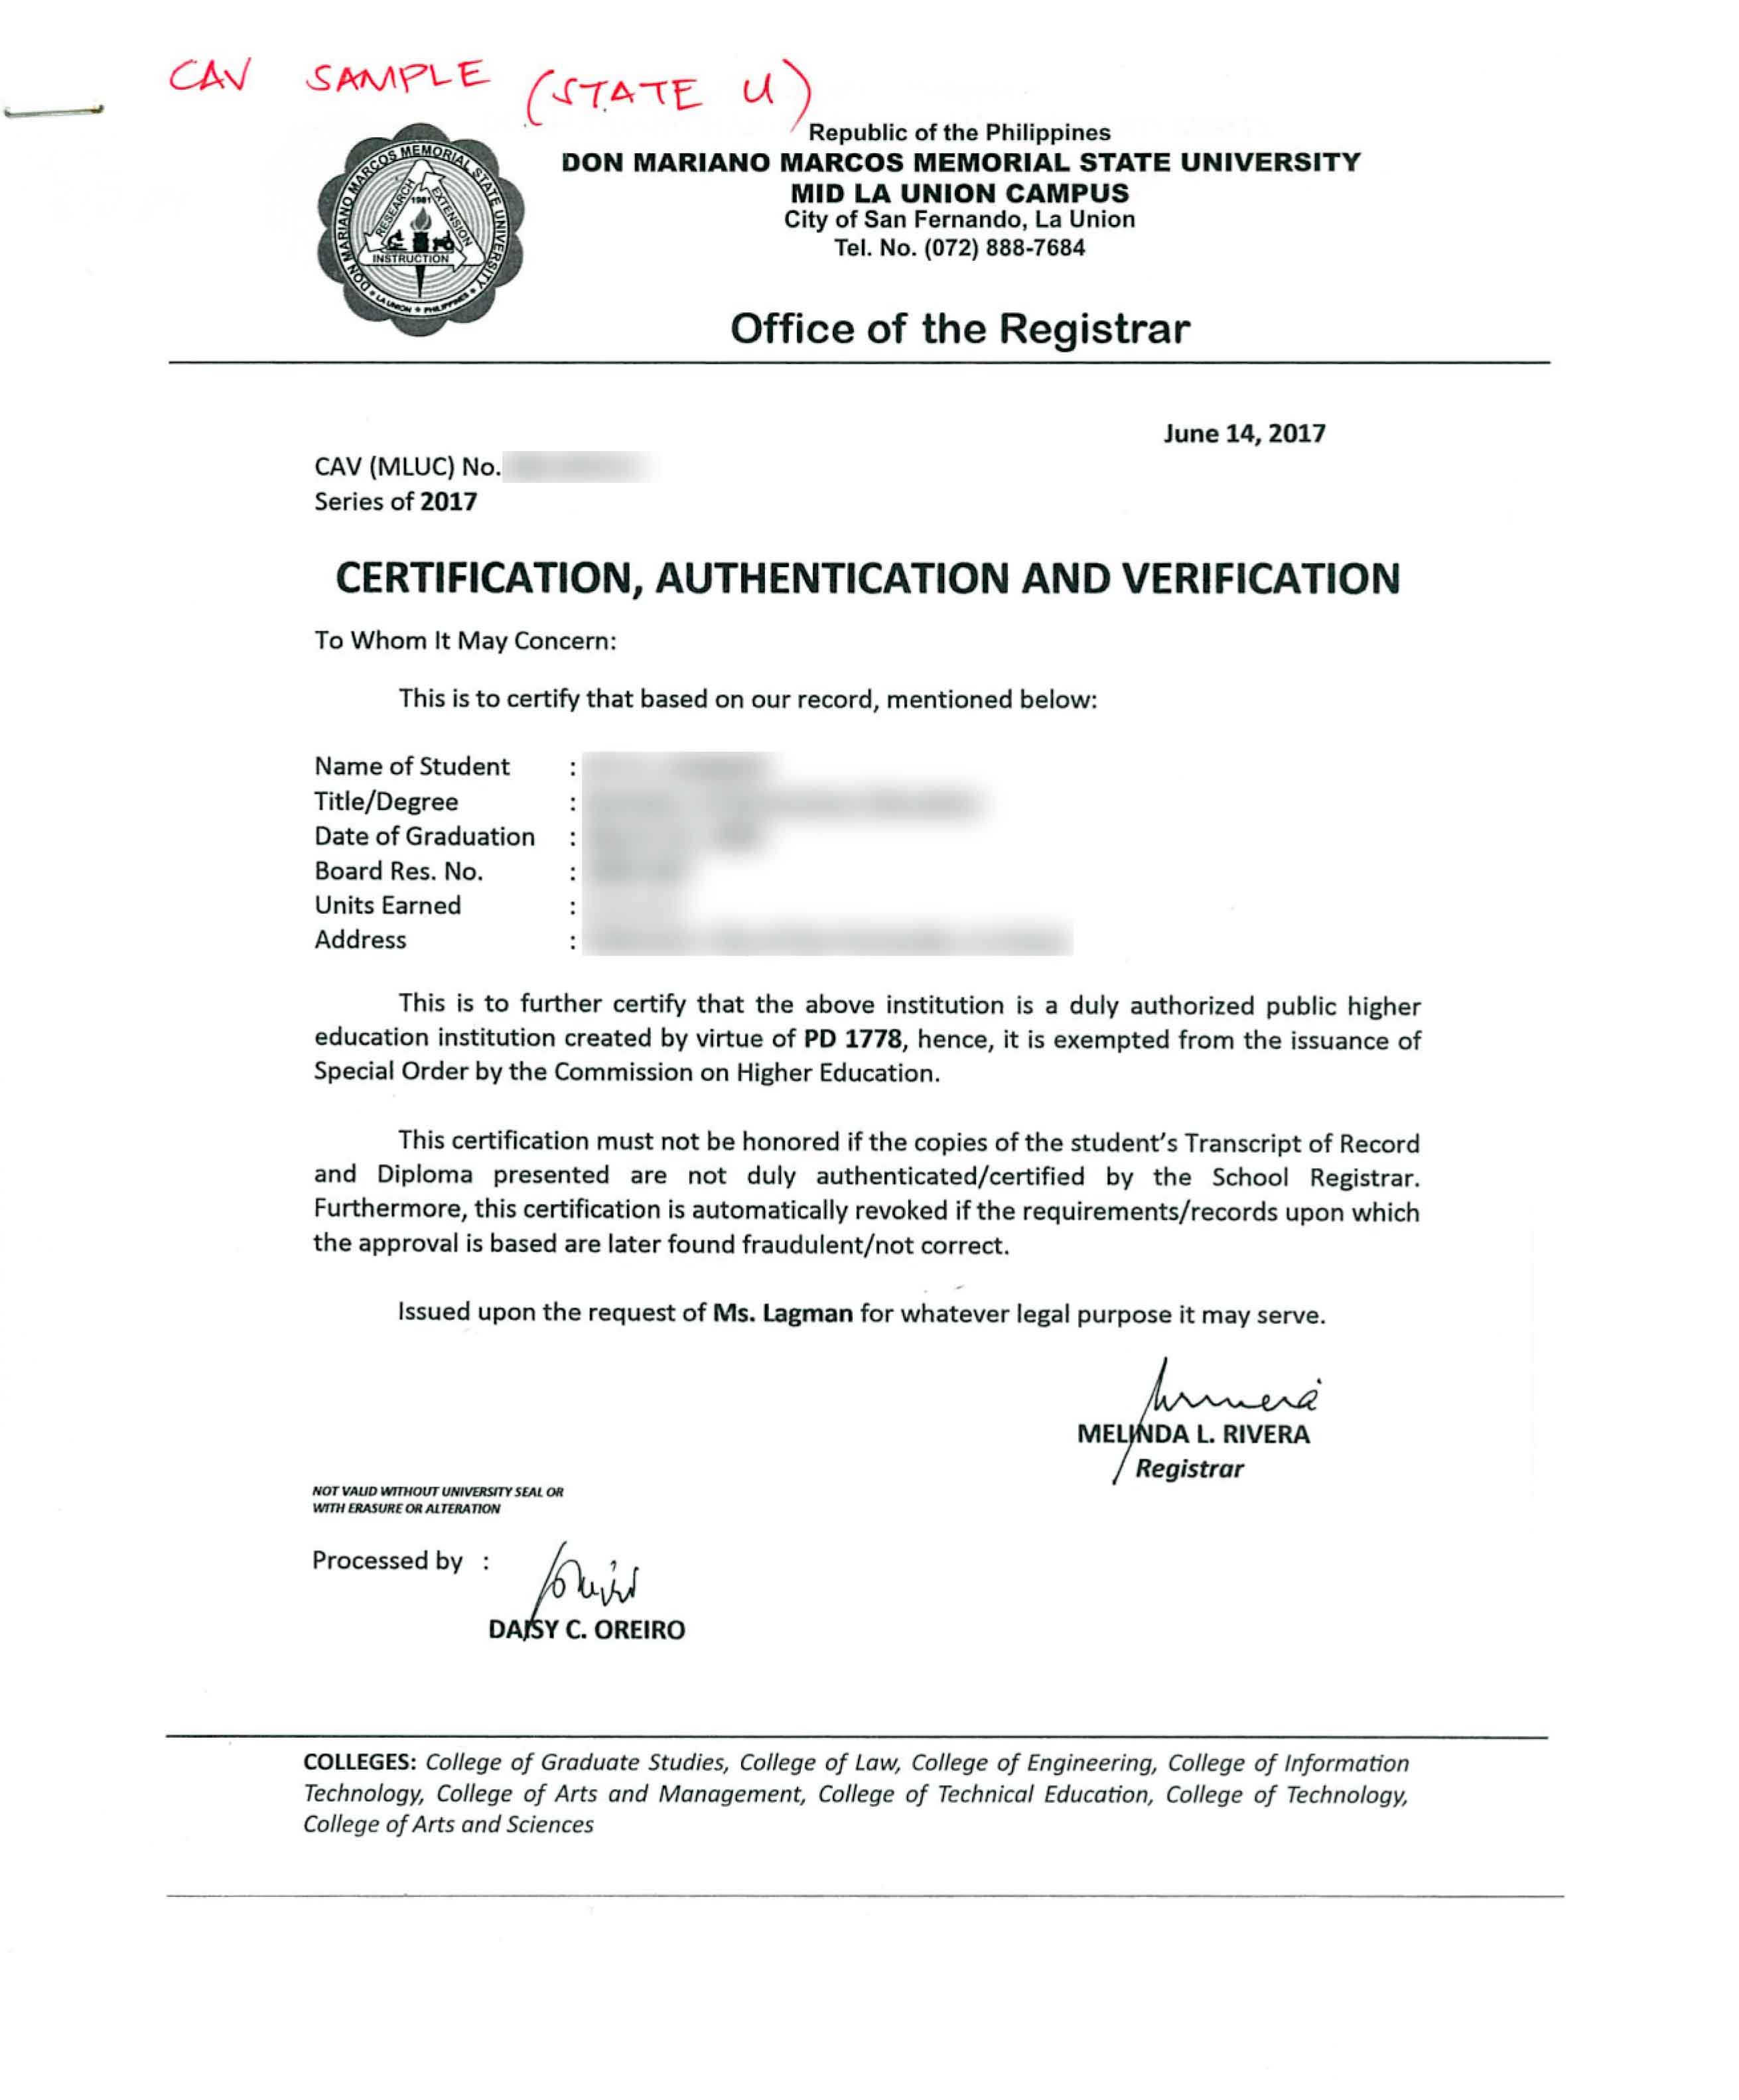 CAV SAMPLE (STATE U)
Republic of the Philippines
DON MARIANO MARCOS MEMORIAL STATE UNIVERSITY
MID LA UNION CAMPUS
City of San Fernando, La Union
Tel. No. (072) 888-7684
DON MARIANO MARCOS MEMORIAL STATE UNIVERSITY
LA UNION PHILIPPINES
RESEARCH
EXTENSION
1981
INSTRUCTION
Office of the Registrar
June 14, 2017
CAV (MLUC) No.
Series of 2017
CERTIFICATION, AUTHENTICATION AND VERIFICATION
To Whom It May Concern:
This is to certify that based on our record, mentioned below:
Name of Student :
Title/Degree :
Date of Graduation :
Board Res. No. :
Units Earned :
Address :
This is to further certify that the above institution is a duly authorized public higher
education institution created by virtue of PD 1778, hence, it is exempted from the issuance of
Special Order by the Commission on Higher Education.
This certification must not be honored if the copies of the student's Transcript of Record
and Diploma presented are not duly authenticated/certified by the School Registrar.
Furthermore, this certification is automatically revoked if the requirements/records upon which
the approval is based are later found fraudulent/not correct.
Issued upon the request of Ms. Lagman for whatever legal purpose it may serve.
MELINDA L. RIVERA
Registrar
NOT VALID WITHOUT UNIVERSITY SEAL OR
WITH ERASURE OR ALTERATION
Processed by :
DAISY C. OREIRO
COLLEGES: College of Graduate Studies, College of Law, College of Engineering, College of Information
Technology, College of Arts and Management, College of Technical Education, College of Technology,
College of Arts and Sciences